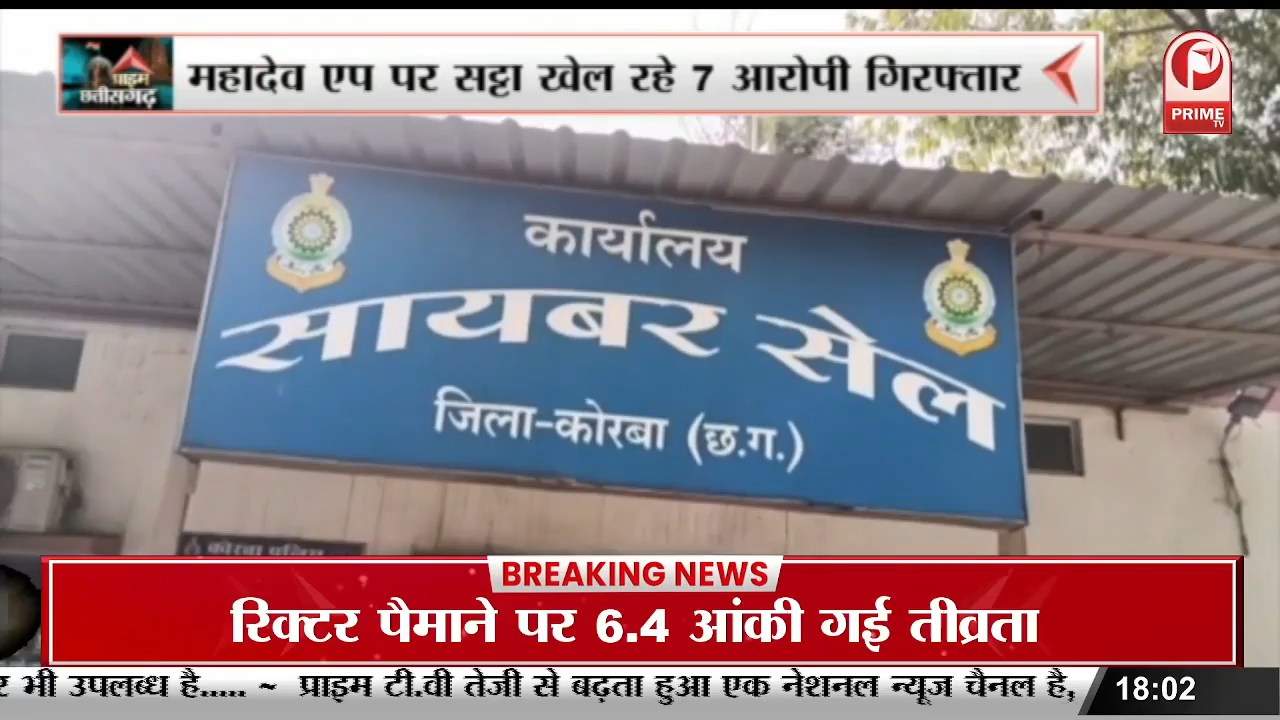 प्राइम
छत्तीसगढ़
महादेव एप पर सट्टा खेल रहे 7 आरोपी गिरफ्तार
PRIME
TV
कार्यालय
सायबर सेल
जिला-कोरबा (छ.ग.)
कोरबा पुलिस
BREAKING NEWS
रिक्टर पैमाने पर 6.4 आंकी गई तीव्रता
भी उपलब्ध है..... ~ प्राइम टी.वी तेजी से बढ़ता हुआ एक नेशनल न्यूज चैनल है,
18:02